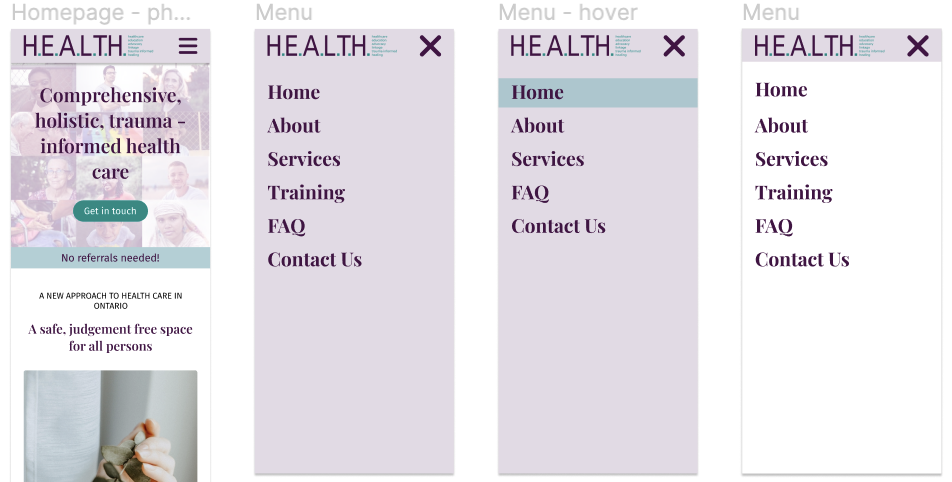 Homepage - ph...
H.E.A.L.T.H.
Comprehensive,
holistic, trauma -
informed health
care
Get in touch
No referrals needed!
A NEW APPROACH TO HEALTH CARE IN
ONTARIO
A safe, judgement free space
for all persons
Menu
H.E.A.L.T.H.
Home
About
Services
Training
FAQ
Contact Us
Menu - hover
H.E.A.L.T.H.
Home
About
Services
FAQ
Contact Us
Menu
H.E.A.L.T.H.
Home
About
Services
Training
FAQ
Contact Us